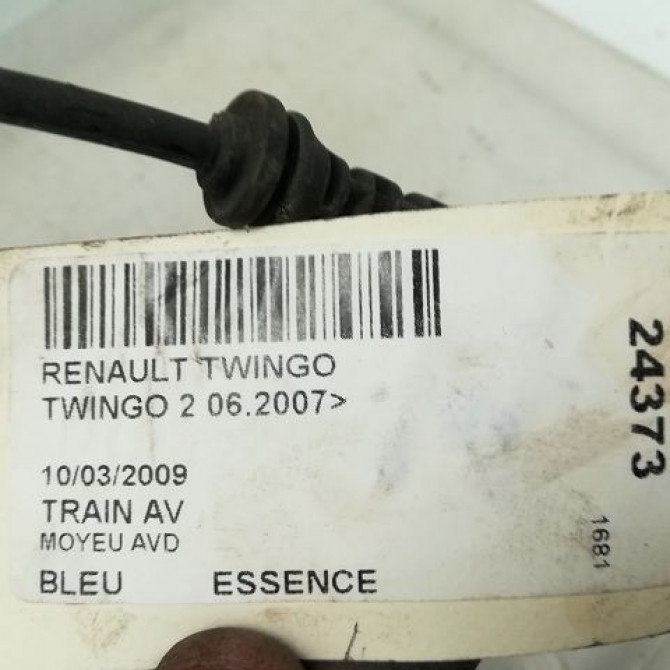 RENAULT TWINGO
TWINGO 2 06.2007>
10/03/2009
TRAIN AV
MOYEU AVD
BLEU ESSENCE
24373
1681